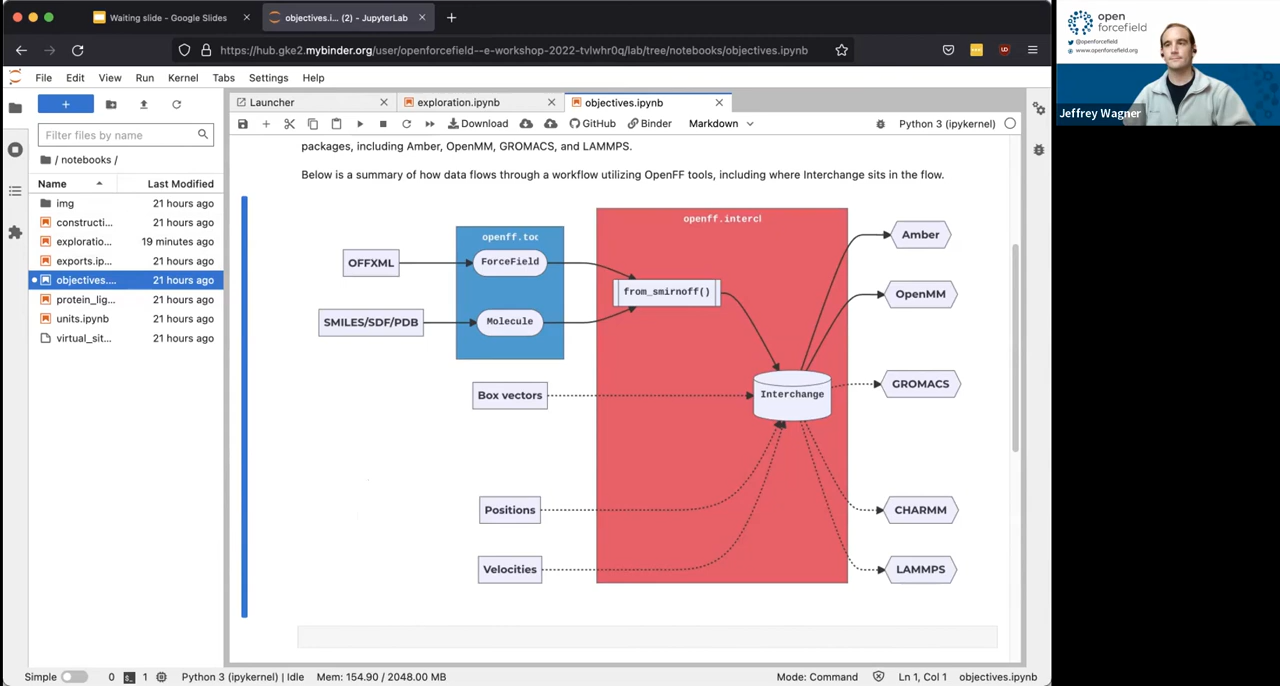 Waiting slide - Google Slides
objectives.i... (2) - JupyterLab
https://hub.gke2.mybinder.org/user/openforcefield--e-workshop-2022-tvlwhr0q/lab/tree/notebooks/objectives.ipynb
File Edit View Run Kernel Tabs Settings Help
Launcher
exploration.ipynb
objectives.ipynb
Download GitHub Binder Markdown Python 3 (ipykernel)
Filter files by name
/ notebooks /
Name Last Modified
img 21 hours ago
constructi... 21 hours ago
exploratio... 19 minutes ago
exports.ip... 21 hours ago
objectives.... 21 hours ago
protein_lig... 21 hours ago
units.ipynb 21 hours ago
virtual_sit... 21 hours ago
packages, including Amber, OpenMM, GROMACS, and LAMMPS.
Below is a summary of how data flows through a workflow utilizing OpenFF tools, including where Interchange sits in the flow.
openff.intercl
openff.toc
OFFXML
ForceField
SMILES/SDF/PDB
Molecule
from_smirnoff()
Box vectors
Interchange
Positions
Velocities
Amber
OpenMM
GROMACS
CHARMM
LAMMPS
Simple 0 1 Python 3 (ipykernel) | Idle Mem: 154.90 / 2048.00 MB Mode: Command Ln 1, Col 1 objectives.ipynb
open
forcefield
@openforcefield
www.openforcefield.org
Jeffrey Wagner